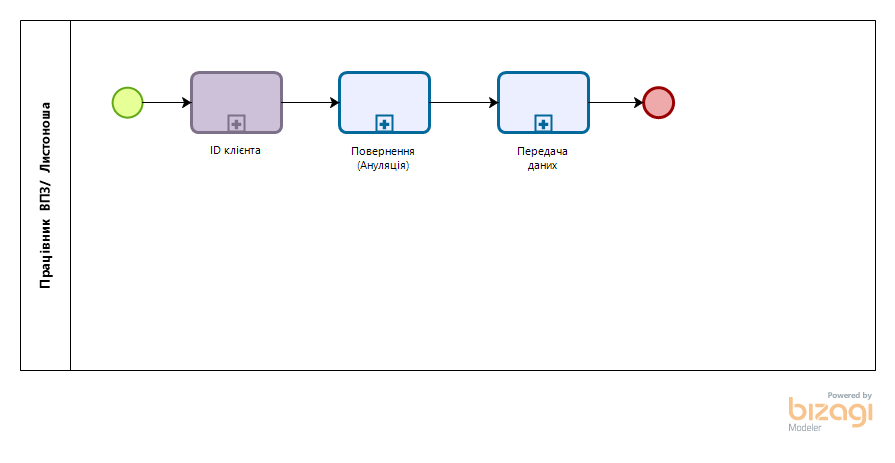 Працівник ВПЗ/ Листоноша
ID клієнта
Повернення
(Ануляція)
Передача
даних
Powered by
bizagi
Modeler